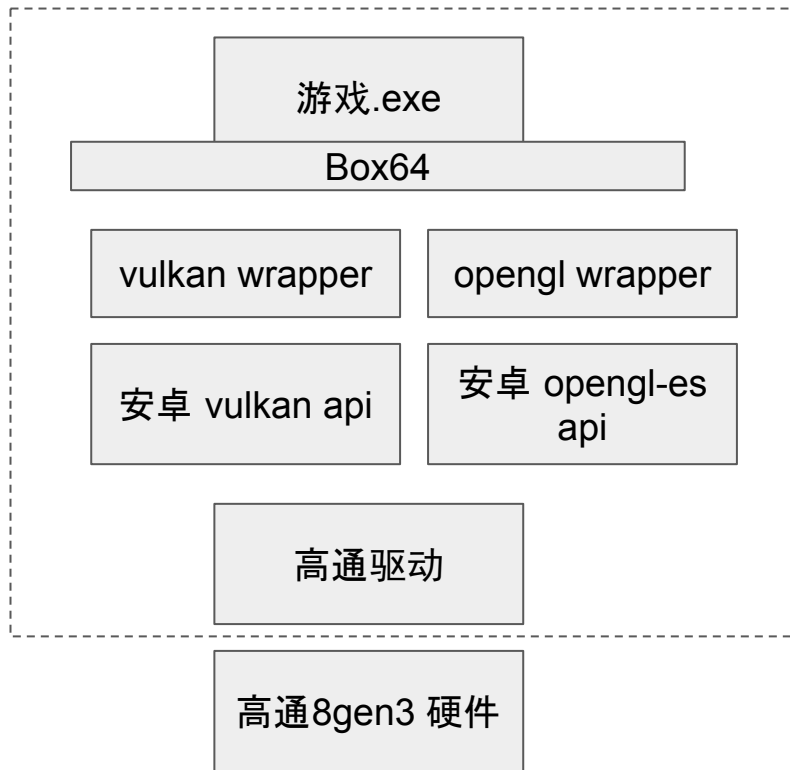 游戏.exe
Box64
vulkan wrapper
opengl wrapper
安卓 vulkan api
安卓 opengl-es
api
高通驱动
高通8gen3 硬件